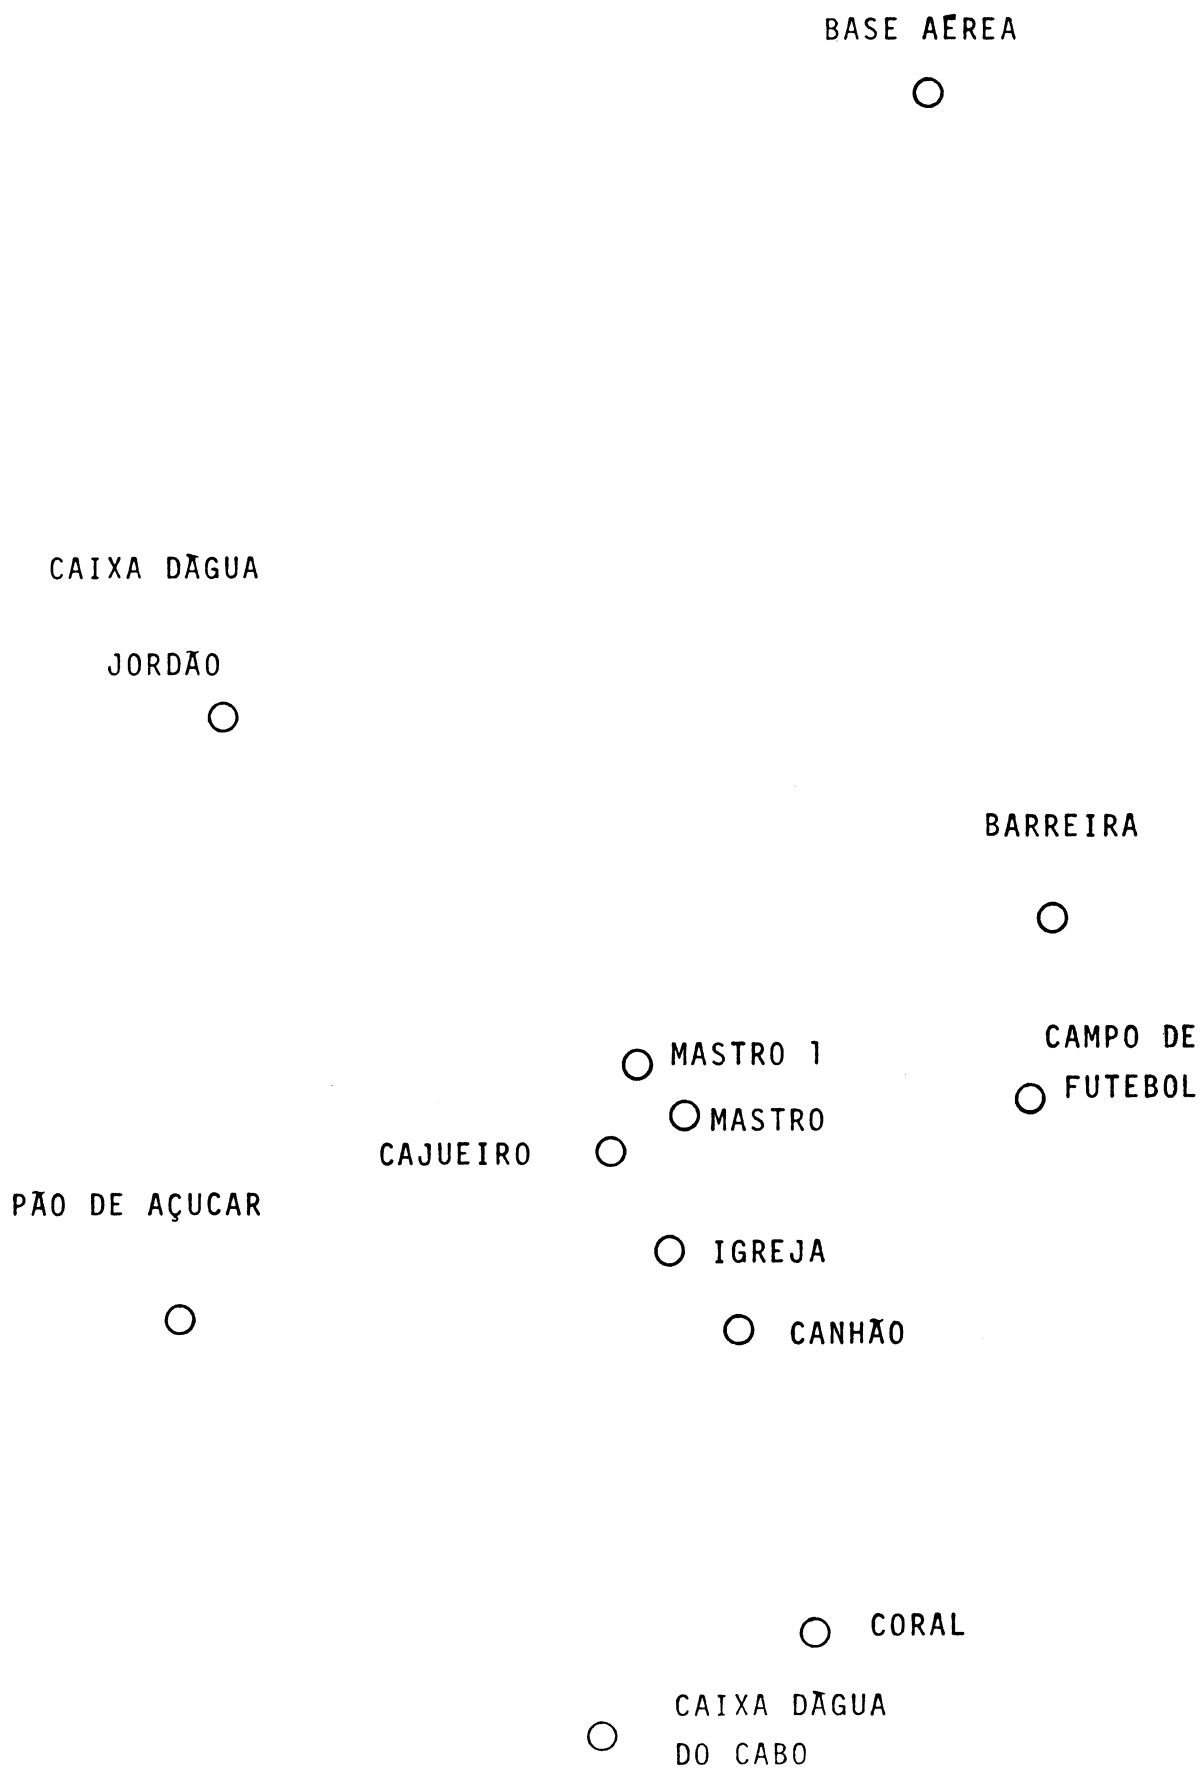 BASE AÉREA
CAIXA DÃGUA
JORDÃO
BARREIRA
CAMPO DE
FUTEBOL
MASTRO 1
MASTRO
CAJUEIRO
PÃO DE AÇUCAR
IGREJA
CANHÃO
CORAL
CAIXA DÃGUA
DO CABO